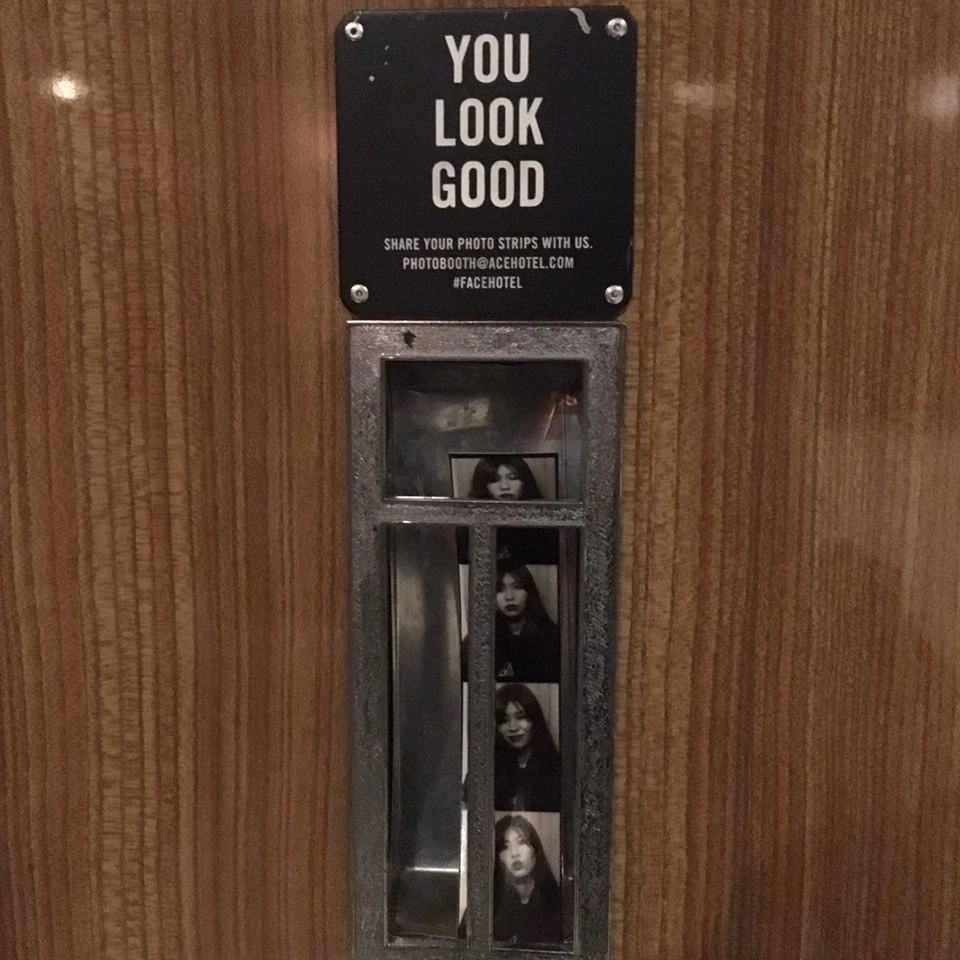 YOU
LOOK
GOOD
SHARE YOUR PHOTO STRIPS WITH US.
PHOTOBOOTH@ACEHOTEL.COM
#FACEHOTEL